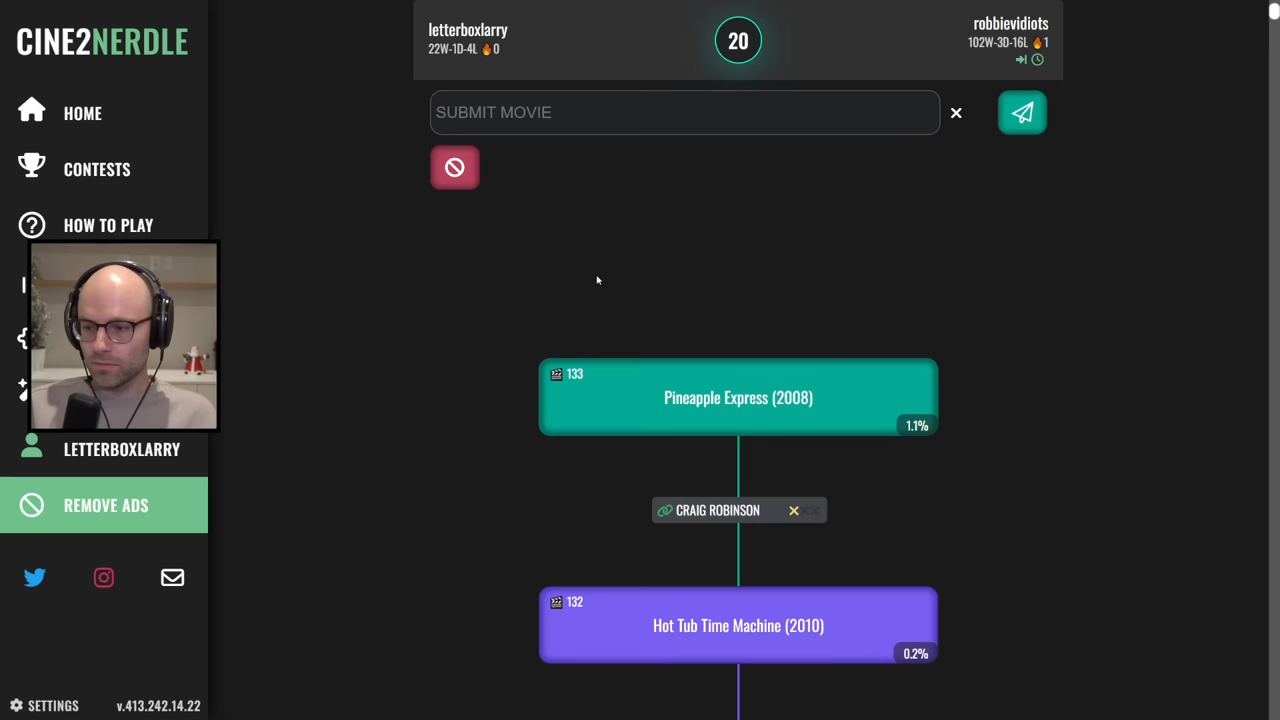 CINE2NERDLE
HOME
CONTESTS
HOW TO PLAY
LETTERBOXLARRY
REMOVE ADS
SETTINGS
v.413.242.14.22
letterboxlarry
22W-1D-4L 🔥0
20
robbievidiots
102W-3D-16L 🔥1
SUBMIT MOVIE
133
Pineapple Express (2008)
1.1%
CRAIG ROBINSON
132
Hot Tub Time Machine (2010)
0.2%